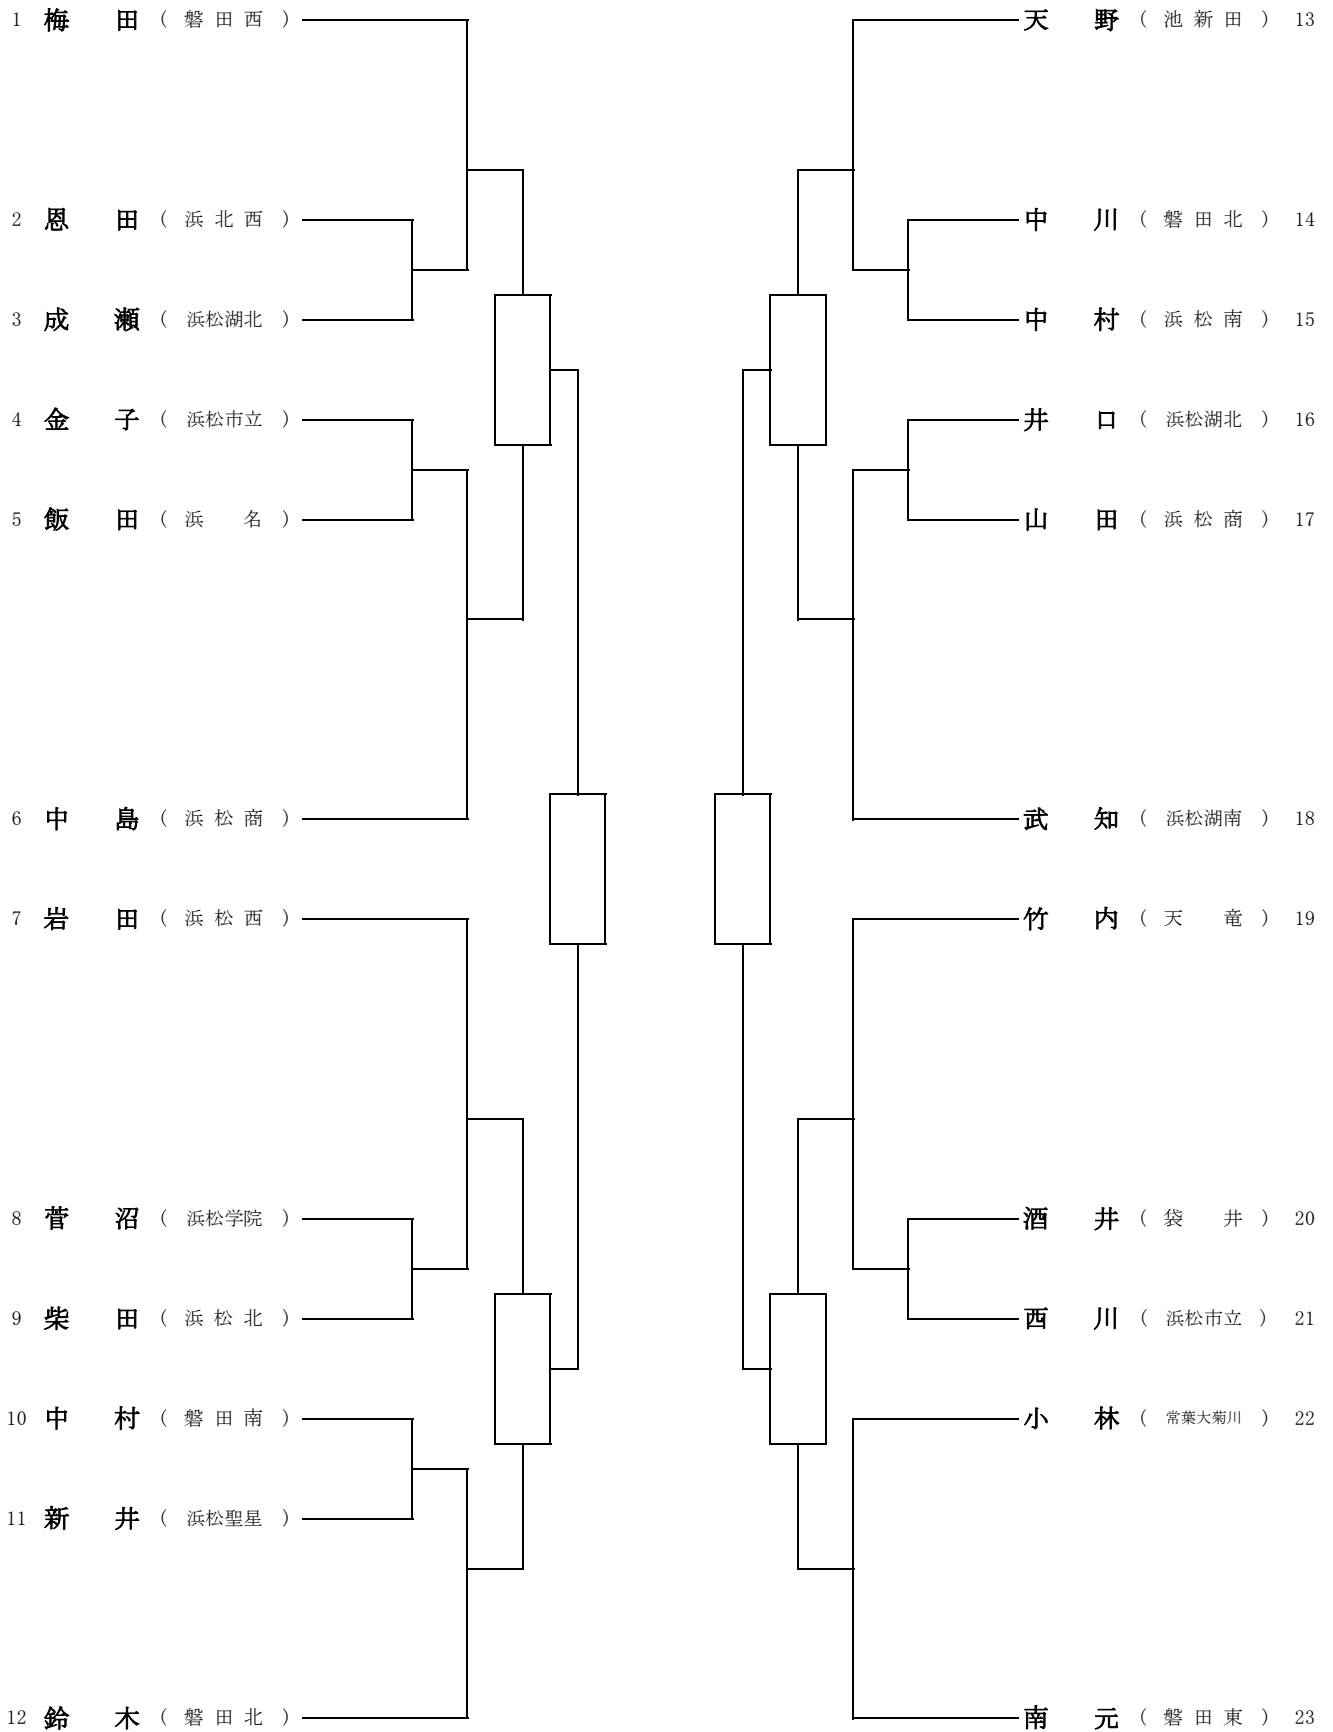 1 梅田 ( 磐田西 )
2 恩田 ( 浜北西 )
3 成瀬 ( 浜松湖北 )
4 金子 ( 浜松市立 )
5 飯田 ( 浜名 )
6 中島 ( 浜松商 )
7 岩田 ( 浜松西 )
8 菅沼 ( 浜松学院 )
9 柴田 ( 浜松北 )
10 中村 ( 磐田南 )
11 新井 ( 浜松聖星 )
12 鈴木 ( 磐田北 )
天野 ( 池新田 ) 13
中川 ( 磐田北 ) 14
中村 ( 浜松南 ) 15
井口 ( 浜松湖北 ) 16
山田 ( 浜松商 ) 17
武知 ( 浜松湖南 ) 18
竹内 ( 天竜 ) 19
酒井 ( 袋井 ) 20
西川 ( 浜松市立 ) 21
小林 ( 常葉大菊川 ) 22
南元 ( 磐田東 ) 23